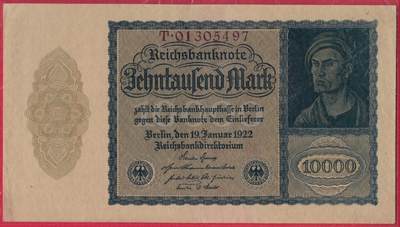 T·01305497
Reichsbanknote
Zehntausend Mark
zahlt die Reichsbankhauptkasse in Berlin
gegen diese Banknote dem Einlieferer
Berlin, den 19. Januar 1922
Reichsbankdirektorium
10000